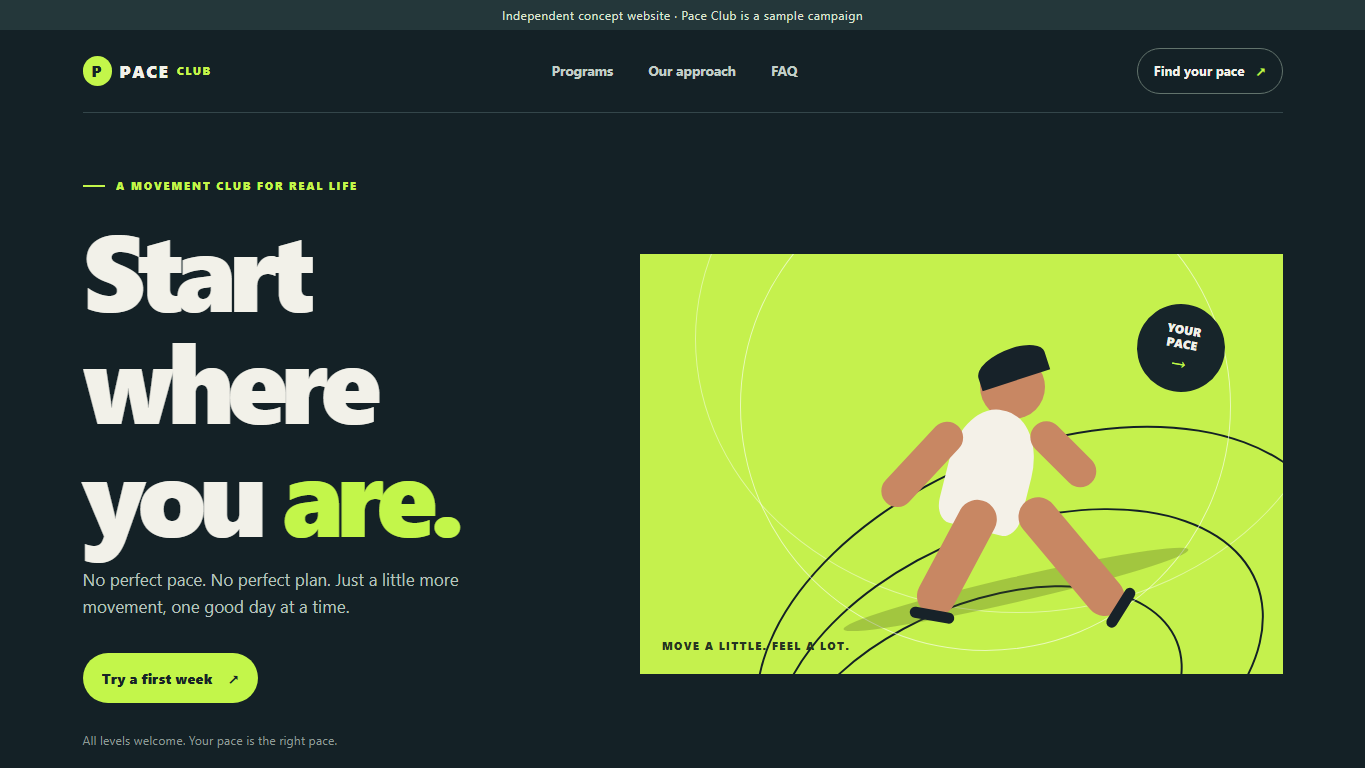 Independent concept website · Pace Club is a sample campaign
P PACE CLUB
Programs
Our approach
FAQ
Find your pace ↗
A MOVEMENT CLUB FOR REAL LIFE
Start
where
you are.
No perfect pace. No perfect plan. Just a little more
movement, one good day at a time.
Try a first week ↗
All levels welcome. Your pace is the right pace.
YOUR
PACE
→
MOVE A LITTLE. FEEL A LOT.